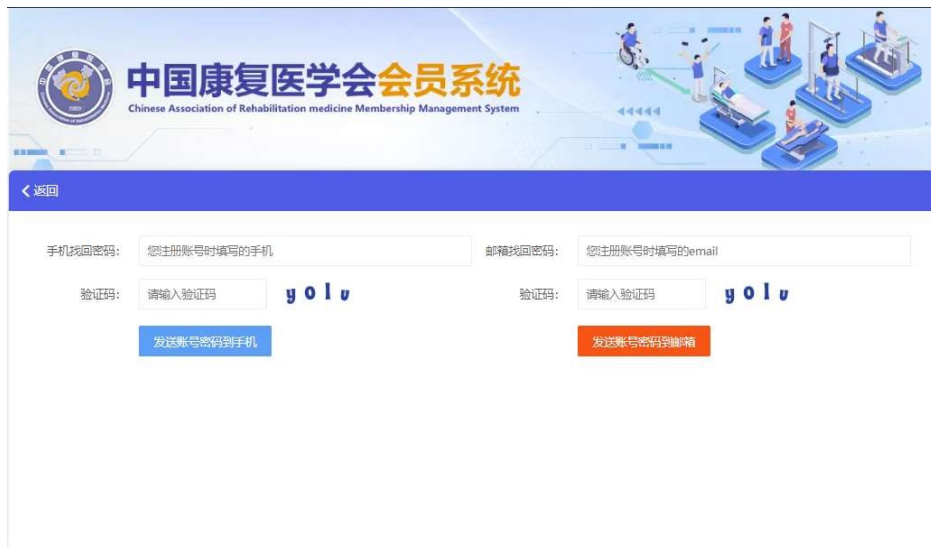 中国康复医学会会员系统
Chinese Association of Rehabilitation medicine Membership Management System
返回
手机找回密码: 您注册账号时填写的手机
邮箱找回密码: 您注册账号时填写的email
验证码: 请输入验证码 yolu
验证码: 请输入验证码 yolu
发送账号密码到手机
发送账号密码到邮箱